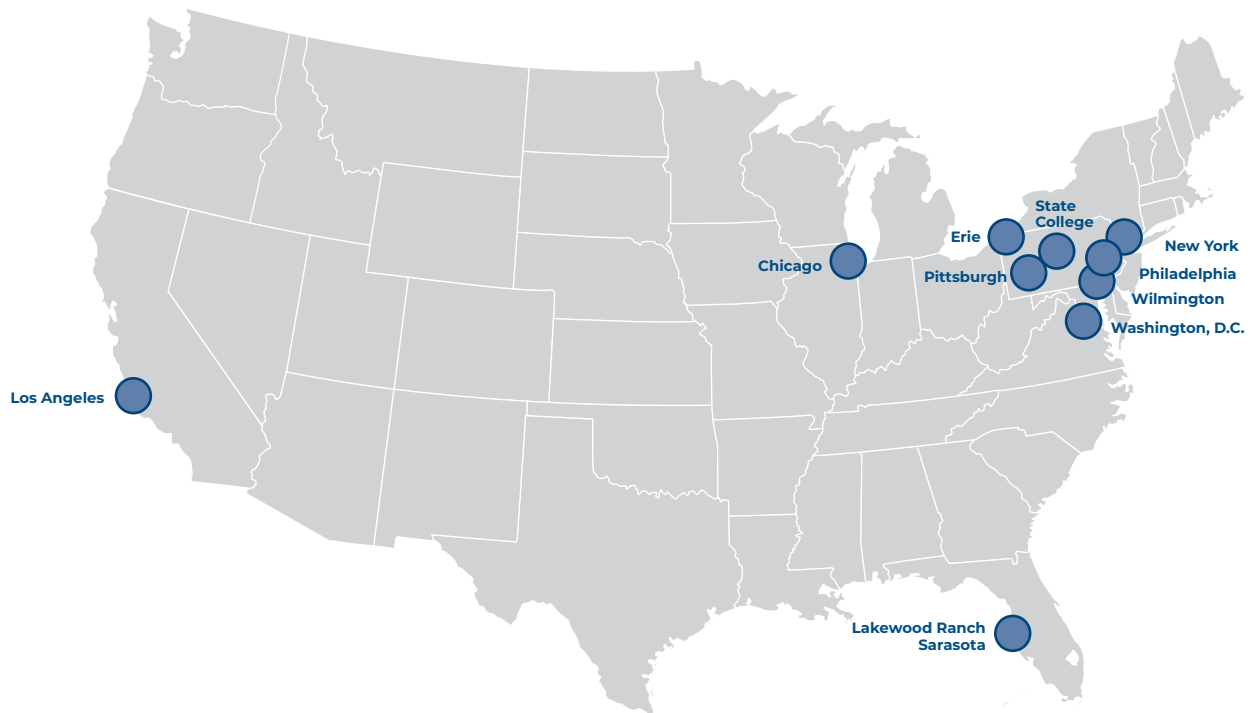 State
College
Erie
New York
Chicago
Pittsburgh
Philadelphia
Wilmington
Washington, D.C.
Los Angeles
Lakewood Ranch
Sarasota